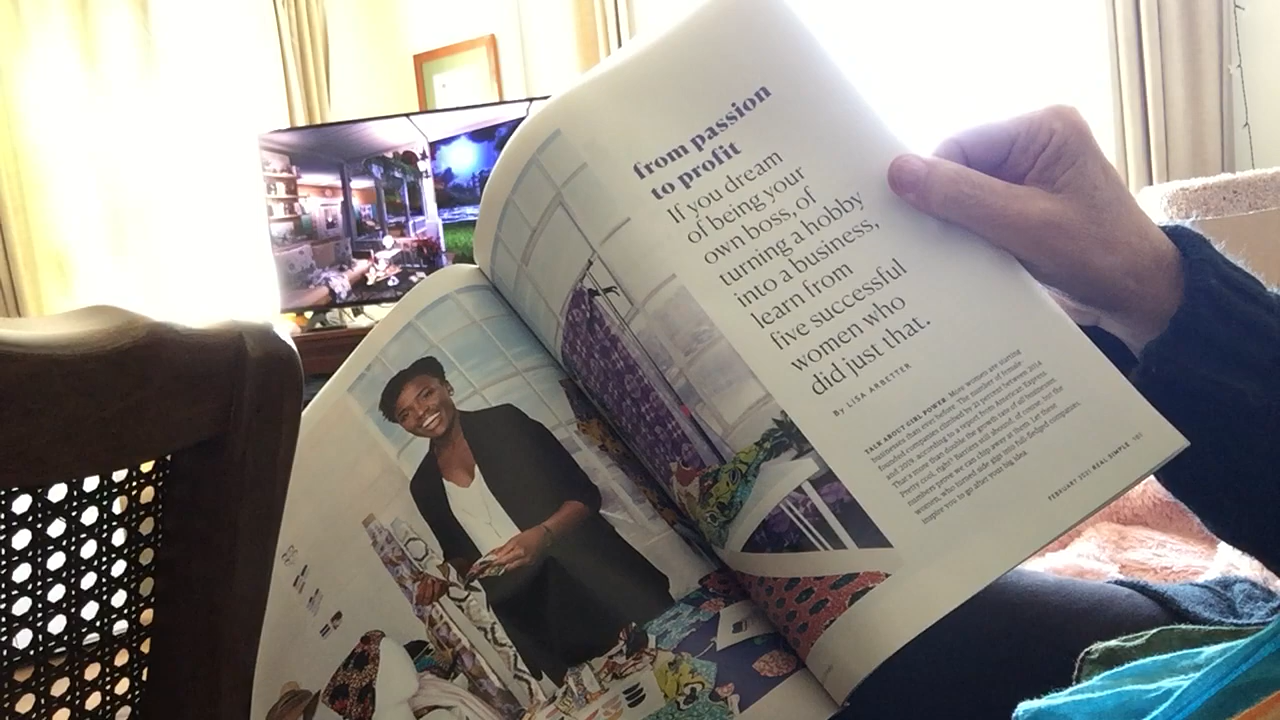 from passion
to profit
If you dream
of being your
own boss, of
turning a hobby
into a business,
learn from
five successful
women who
did just that.
By LISA ARBETTER
TALK ABOUT GIRL POWER: More women are starting
businesses than ever before. The number of female-
founded companies climbed by 21 percent between 2014
and 2019, according to a report from American Express.
That's more than double the growth rate of all businesses.
Pretty cool, right? Barriers still abound, of course, but the
numbers prove we can chip away at them. Let these
women, who turned side gigs into full-fledged companies,
inspire you to go after your big idea.
FEBRUARY 2021 REAL SIMPLE